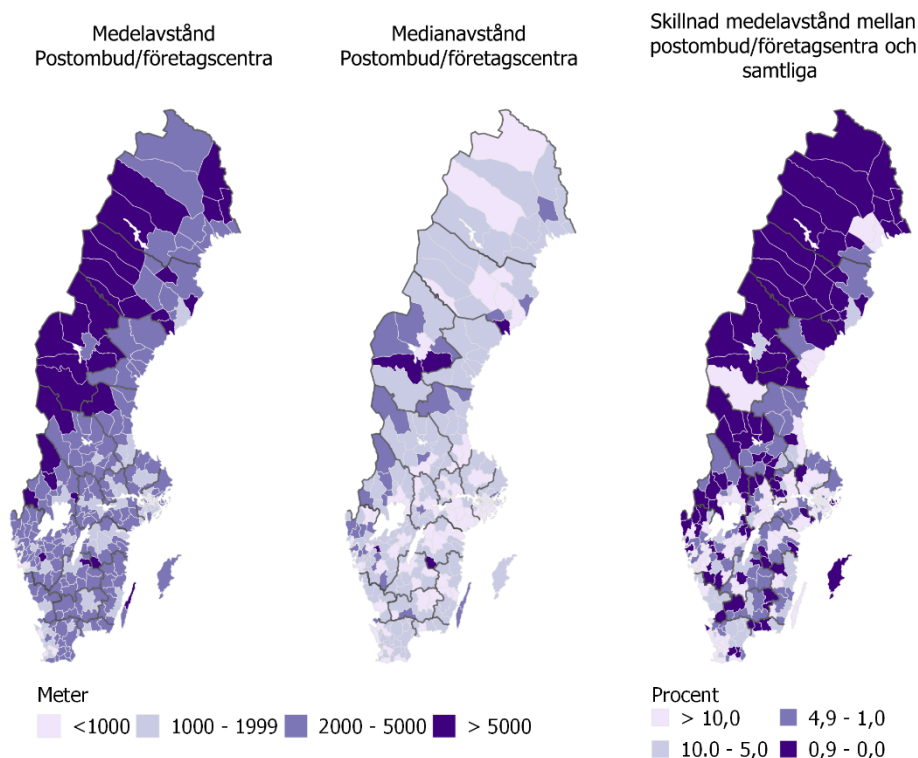 Medelavstånd
Postombud/företagscentra
Medianavstånd
Postombud/företagscentra
Skillnad medelavstånd mellan
postombud/företagsentra och
samtliga
Meter
<1000 1000 - 1999 2000 - 5000 > 5000
Procent
> 10,0 4,9 - 1,0
10.0 - 5,0 0,9 - 0,0